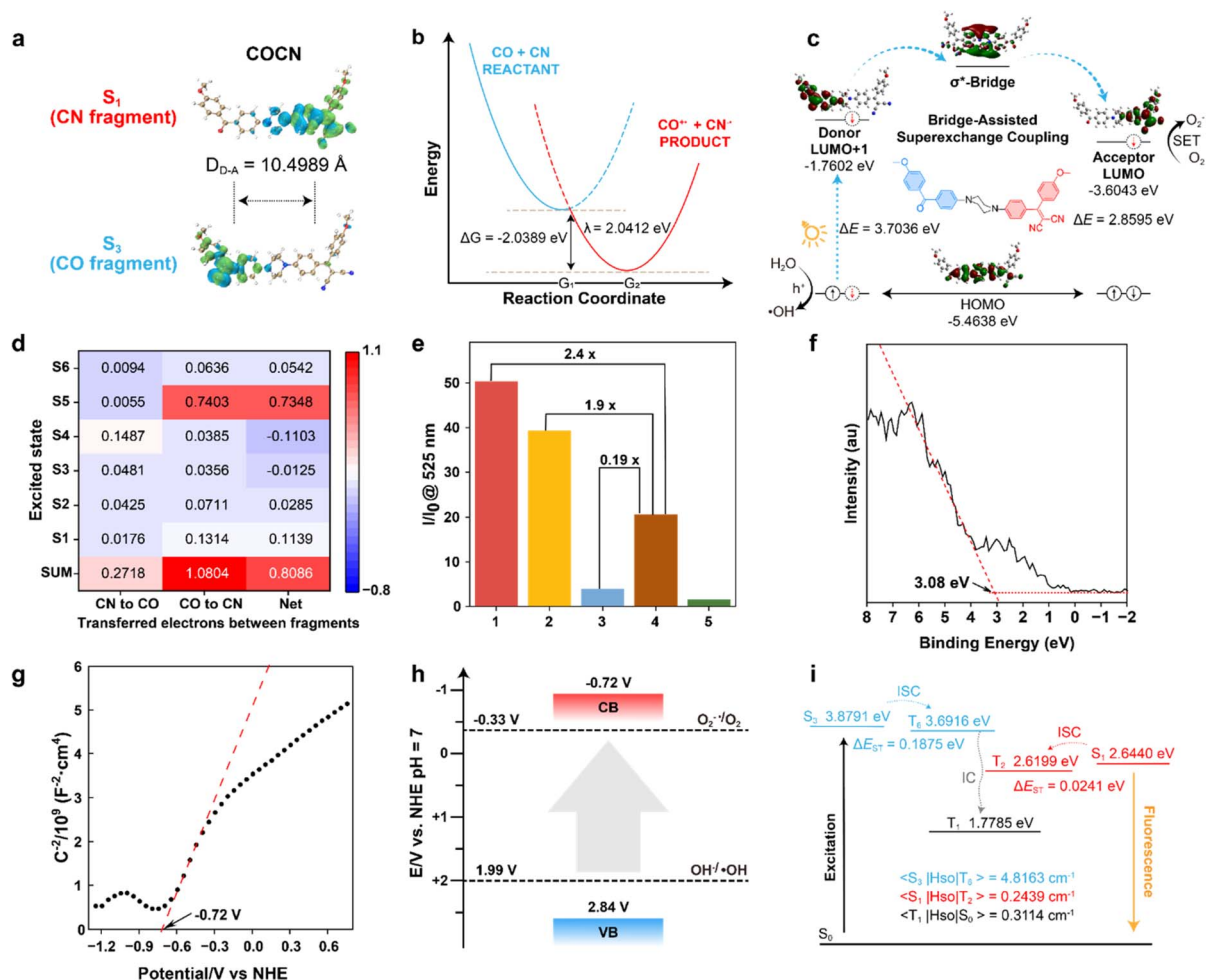 a
COCN
S₁
(CN fragment)
D_D-A = 10.4989 Å
S₃
(CO fragment)
b
Energy
CO + CN
REACTANT
CO•⁺ + CN•⁻
PRODUCT
ΔG = -2.0389 eV
λ = 2.0412 eV
G₁
G₂
Reaction Coordinate
c
σ*-Bridge
Bridge-Assisted
Superexchange Coupling
Donor
LUMO+1
-1.7602 eV
Acceptor
LUMO
-3.6043 eV
O₂•⁻
SET
O₂
O
O
N
N
O
CN
NC
ΔE = 3.7036 eV
ΔE = 2.8595 eV
H₂O
h⁺
•OH
HOMO
-5.4638 eV
d
Excited state
S6 0.0094 0.0636 0.0542
S5 0.0055 0.7403 0.7348
S4 0.1487 0.0385 -0.1103
S3 0.0481 0.0356 -0.0125
S2 0.0425 0.0711 0.0285
S1 0.0176 0.1314 0.1139
SUM 0.2718 1.0804 0.8086
CN to CO CO to CN Net
Transferred electrons between fragments
1.1
−0.8
e
I/I₀@ 525 nm
50
40
30
20
10
0
2.4 x
1.9 x
0.19 x
1 2 3 4 5
f
Intensity (au)
3.08 eV
8 7 6 5 4 3 2 1 0 −1 −2
Binding Energy (eV)
g
C⁻²/10⁹ (F⁻²·cm⁴)
6
5
4
3
2
1
0
-0.72 V
−1.2 −0.9 −0.6 −0.3 0.0 0.3 0.6
Potential/V vs NHE
h
E/V vs. NHE pH = 7
-1
0
+1
+2
-0.72 V
CB
-0.33 V
O₂•⁻/O₂
1.99 V
OH⁻/•OH
2.84 V
VB
i
ISC
S₃ 3.8791 eV
T₆ 3.6916 eV
ΔE_ST = 0.1875 eV
ISC
T₂ 2.6199 eV
S₁ 2.6440 eV
ΔE_ST = 0.0241 eV
IC
T₁ 1.7785 eV
Excitation
Fluorescence
<S₃ |Hso|T₆ > = 4.8163 cm⁻¹
<S₁ |Hso|T₂ > = 0.2439 cm⁻¹
<T₁ |Hso|S₀ > = 0.3114 cm⁻¹
S₀